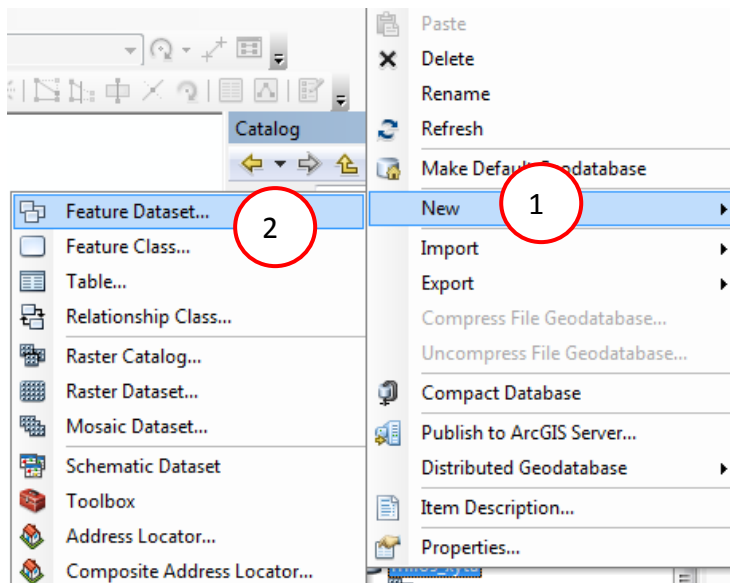 Paste
Delete
Rename
Catalog
Refresh
Make Default Geodatabase
New
1
Feature Dataset...
2
Feature Class...
Import
Table...
Export
Relationship Class...
Compress File Geodatabase...
Raster Catalog...
Uncompress File Geodatabase...
Raster Dataset...
Compact Database
Mosaic Dataset...
Publish to ArcGIS Server...
Schematic Dataset
Distributed Geodatabase
Toolbox
Item Description...
Address Locator...
Properties...
Composite Address Locator...